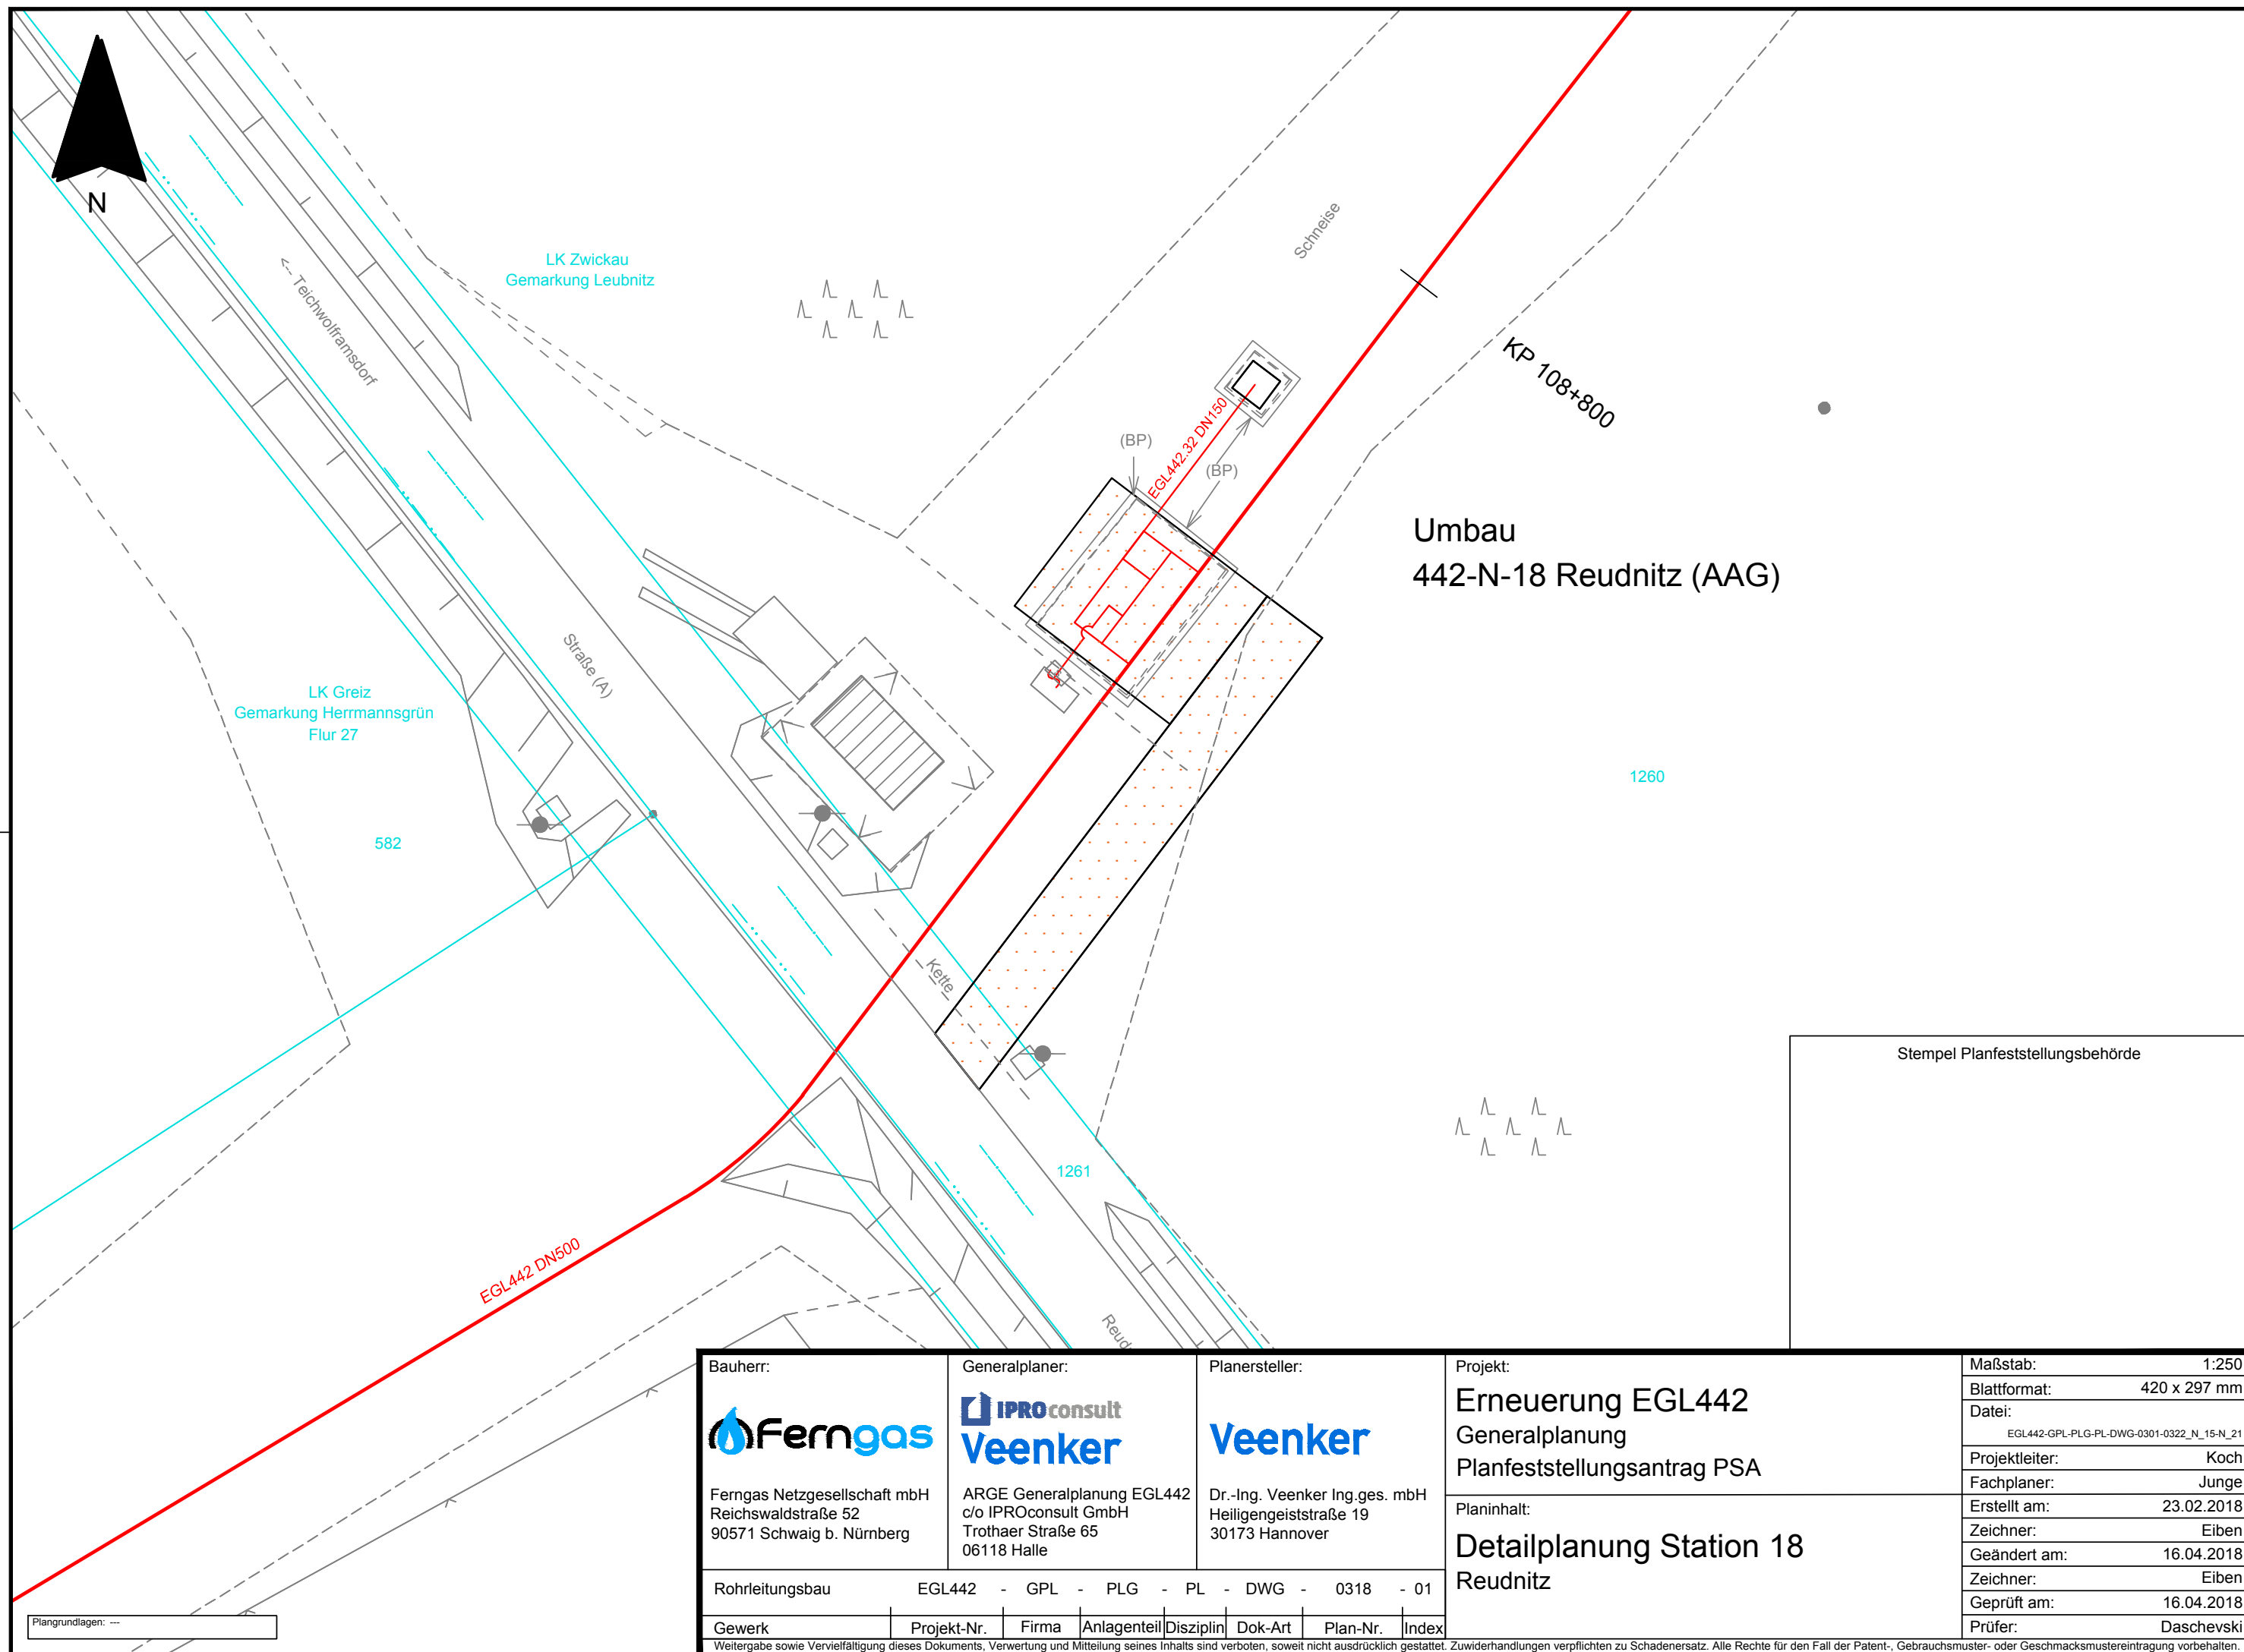 N
LK Zwickau
Gemarkung Leubnitz
<-- Teichwolframsdorf
Schneise
KP 108+800
EGL442.32 DN150
(BP)
(BP)
Umbau
442-N-18 Reudnitz (AAG)
Straße (A)
LK Greiz
Gemarkung Herrmannsgrün
Flur 27
582
1260
Kette
1261
EGL442 DN500
Stempel Planfeststellungsbehörde
Plangrundlagen: ---
Bauherr:
Ferngas
Ferngas Netzgesellschaft mbH
Reichswaldstraße 52
90571 Schwaig b. Nürnberg
Generalplaner:
IPROconsult
Veenker
ARGE Generalplanung EGL442
c/o IPROconsult GmbH
Trothaer Straße 65
06118 Halle
Planersteller:
Veenker
Dr.-Ing. Veenker Ing.ges. mbH
Heiligengeiststraße 19
30173 Hannover
Projekt:
Erneuerung EGL442
Generalplanung
Planfeststellungsantrag PSA
Planinhalt:
Detailplanung Station 18
Reudnitz
Maßstab: 1:250
Blattformat: 420 x 297 mm
Datei:
EGL442-GPL-PLG-PL-DWG-0301-0322_N_15-N_21
Projektleiter: Koch
Fachplaner: Junge
Erstellt am: 23.02.2018
Zeichner: Eiben
Geändert am: 16.04.2018
Zeichner: Eiben
Geprüft am: 16.04.2018
Prüfer: Daschevski
Rohrleitungsbau EGL442 - GPL - PLG - PL - DWG - 0318 - 01
Gewerk Projekt-Nr. Firma Anlagenteil Disziplin Dok-Art Plan-Nr. Index
Weitergabe sowie Vervielfältigung dieses Dokuments, Verwertung und Mitteilung seines Inhalts sind verboten, soweit nicht ausdrücklich gestattet. Zuwiderhandlungen verpflichten zu Schadenersatz. Alle Rechte für den Fall der Patent-, Gebrauchsmuster- oder Geschmacksmustereintragung vorbehalten.